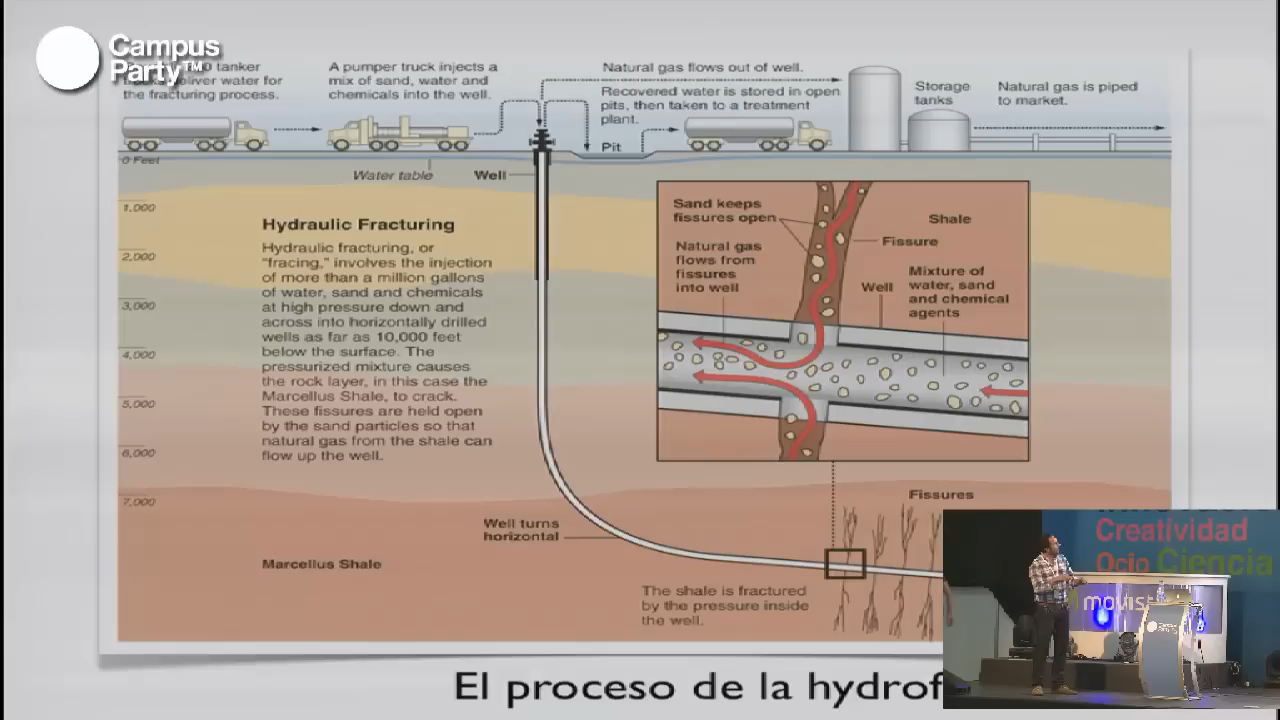 Campus
Party™
tanker
liver water for
the fracturing process.
A pumper truck injects a
mix of sand, water and
chemicals into the well.
Natural gas flows out of well.
Recovered water is stored in open
pits, then taken to a treatment
plant.
Storage
tanks
Natural gas is piped
to market.
Pit
0 Feet
Water table
Well
1,000
2,000
3,000
4,000
5,000
6,000
7,000
Hydraulic Fracturing
Hydraulic fracturing, or
"fracing," involves the injection
of more than a million gallons
of water, sand and chemicals
at high pressure down and
across into horizontally drilled
wells as far as 10,000 feet
below the surface. The
pressurized mixture causes
the rock layer, in this case the
Marcellus Shale, to crack.
These fissures are held open
by the sand particles so that
natural gas from the shale can
flow up the well.
Sand keeps
fissures open
Shale
Fissure
Natural gas
flows from
fissures
into well
Well
Mixture of
water, sand
and chemical
agents
Well turns
horizontal
Fissures
Marcellus Shale
The shale is fractured
by the pressure inside
the well.
El proceso de la hydrof
Creatividad
Ocio Ciencia
movist
Campus
Party